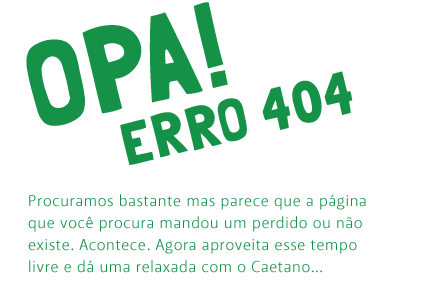 OPA!
ERRO 404
Procuramos bastante mas parece que a página
que você procura mandou um perdido ou não
existe. Acontece. Agora aproveita esse tempo
livre e dá uma relaxada com o Caetano...